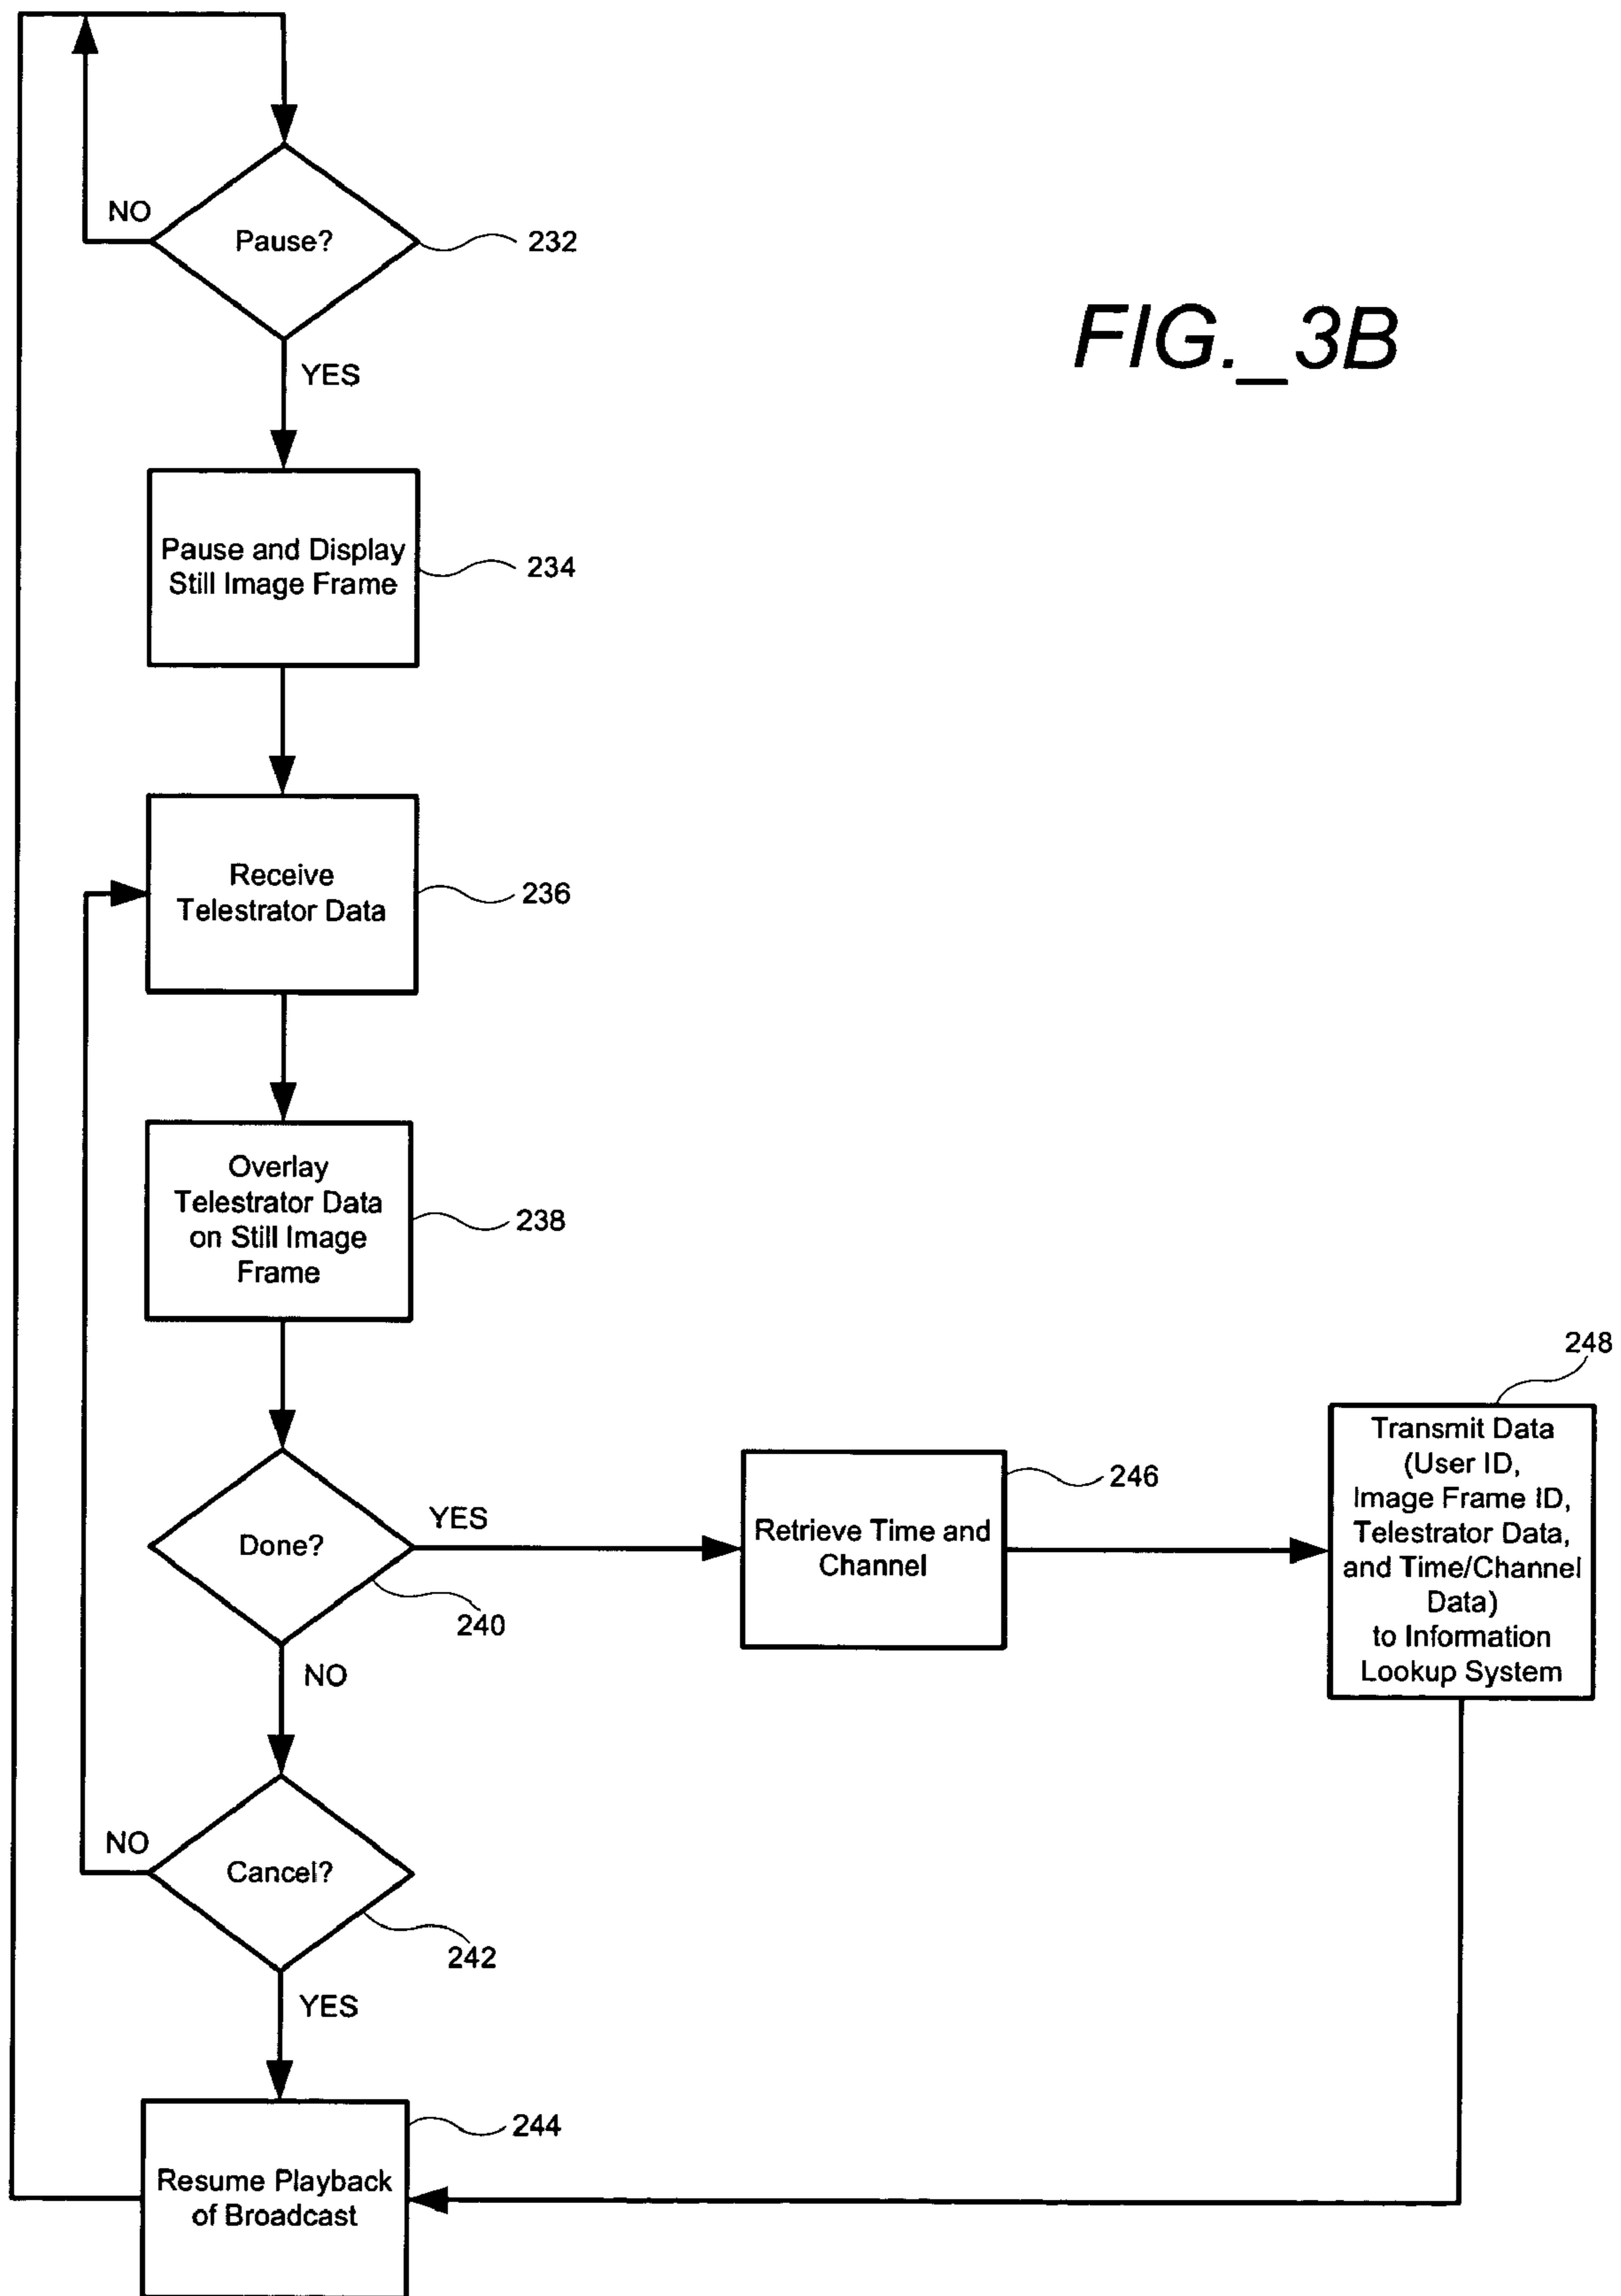 NO
Pause?
232
FIG._3B
YES
Pause and Display
Still Image Frame
234
Receive
Telestrator Data
236
Overlay
Telestrator Data
on Still Image
Frame
238
Done?
YES
240
NO
Retrieve Time and
Channel
246
248
Transmit Data
(User ID,
Image Frame ID,
Telestrator Data,
and Time/Channel
Data)
to Information
Lookup System
NO
Cancel?
242
YES
Resume Playback
of Broadcast
244